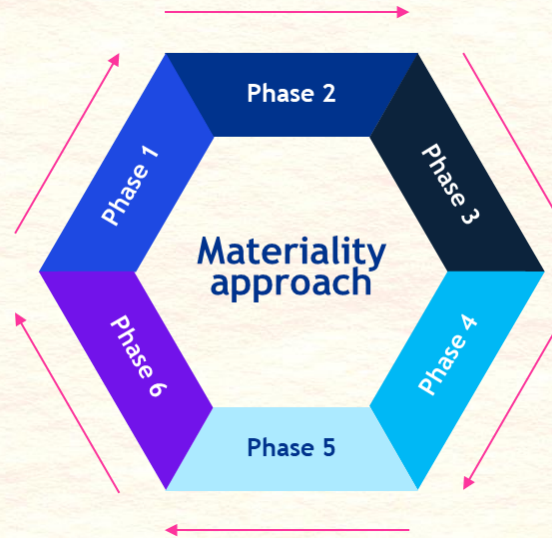 Phase 1
Phase 2
Phase 3
Phase 4
Phase 5
Phase 6
Materiality
approach